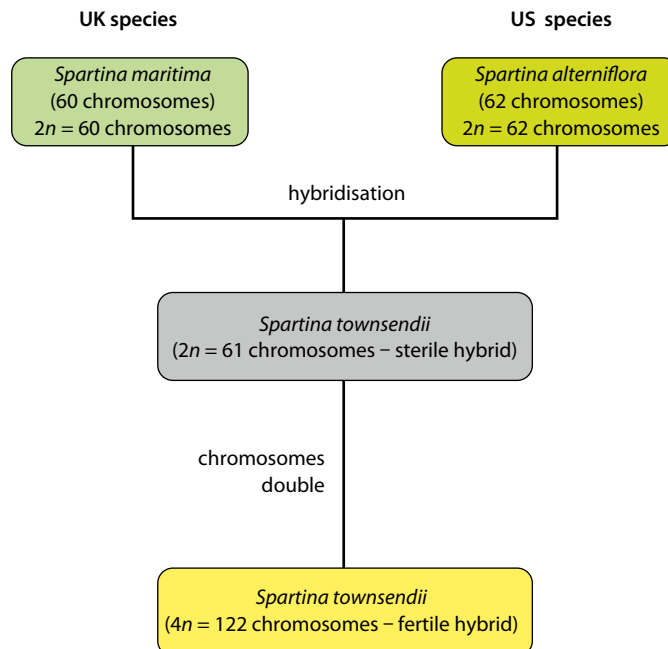 UK species
US species
Spartina maritima
(60 chromosomes)
2n = 60 chromosomes
Spartina alterniflora
(62 chromosomes)
2n = 62 chromosomes
hybridisation
Spartina townsendii
(2n = 61 chromosomes – sterile hybrid)
chromosomes
double
Spartina townsendii
(4n = 122 chromosomes – fertile hybrid)